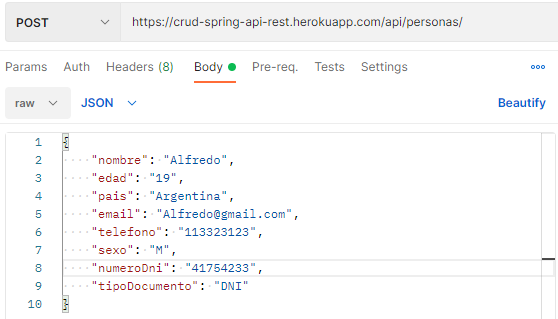 POST https://crud-spring-api-rest.herokuapp.com/api/personas/
Params Auth Headers (8) Body Pre-req. Tests Settings
raw JSON Beautify
1 {
2 "nombre": "Alfredo",
3 "edad": "19",
4 "pais": "Argentina",
5 "email": "Alfredo@gmail.com",
6 "telefono": "113323123",
7 "sexo": "M",
8 "numeroDni": "41754233",
9 "tipoDocumento": "DNI"
10 }